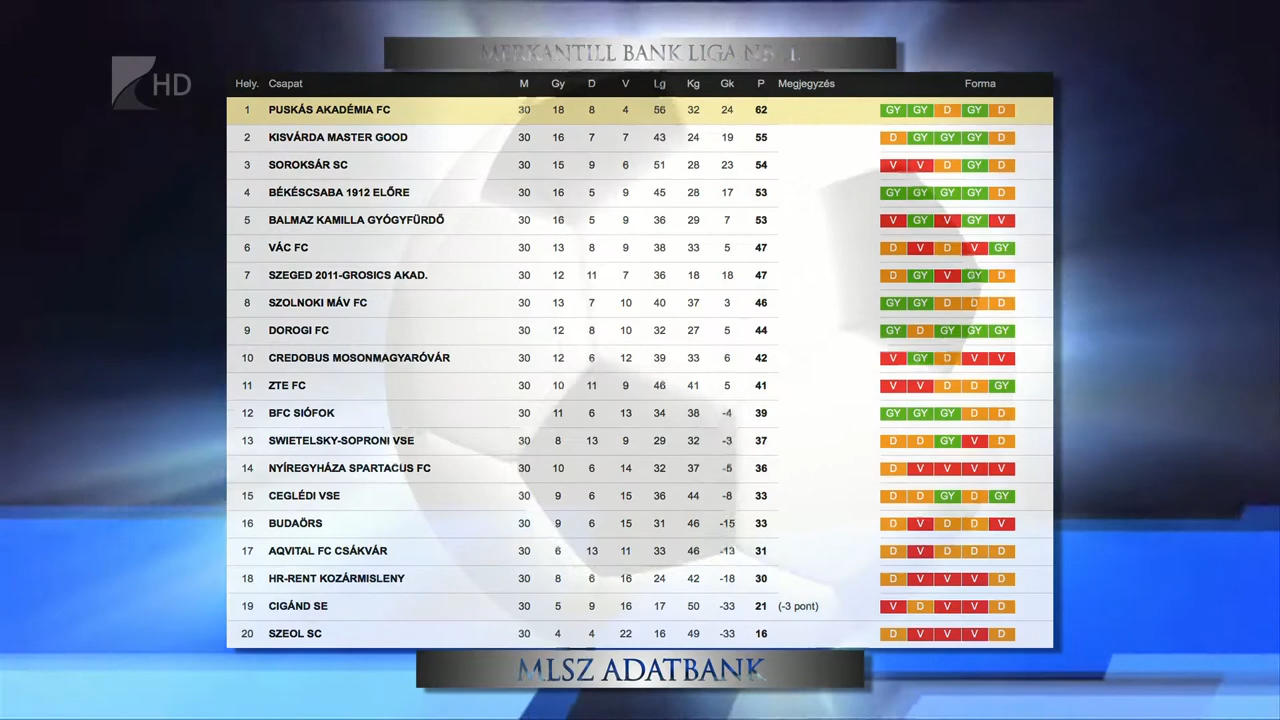 MERKANTILL BANK LIGA NB I.
HD
Hely. Csapat M Gy D V Lg Kg Gk P Megjegyzés Forma
1 PUSKÁS AKADÉMIA FC 30 18 8 4 56 32 24 62 GY GY D GY D
2 KISVÁRDA MASTER GOOD 30 16 7 7 43 24 19 55 D GY GY GY D
3 SOROKSÁR SC 30 15 9 6 51 28 23 54 V V D GY D
4 BÉKÉSCSABA 1912 ELŐRE 30 16 5 9 45 28 17 53 GY GY GY GY D
5 BALMAZ KAMILLA GYÓGYFÜRDŐ 30 16 5 9 36 29 7 53 V GY V GY V
6 VÁC FC 30 13 8 9 38 33 5 47 D V D V GY
7 SZEGED 2011-GROSICS AKAD. 30 12 11 7 36 18 18 47 D GY V GY D
8 SZOLNOKI MÁV FC 30 13 7 10 40 37 3 46 GY GY D D D
9 DOROGI FC 30 12 8 10 32 27 5 44 GY D GY GY GY
10 CREDOBUS MOSONMAGYARÓVÁR 30 12 6 12 39 33 6 42 V GY D V V
11 ZTE FC 30 10 11 9 46 41 5 41 V V D D GY
12 BFC SIÓFOK 30 11 6 13 34 38 -4 39 GY GY GY D D
13 SWIETELSKY-SOPRONI VSE 30 8 13 9 29 32 -3 37 D D GY V D
14 NYÍREGYHÁZA SPARTACUS FC 30 10 6 14 32 37 -5 36 D V V V V
15 CEGLÉDI VSE 30 9 6 15 36 44 -8 33 D D GY D GY
16 BUDAÖRS 30 9 6 15 31 46 -15 33 D V D D V
17 AQVITAL FC CSÁKVÁR 30 6 13 11 33 46 -13 31 D V D D D
18 HR-RENT KOZÁRMISLENY 30 8 6 16 24 42 -18 30 D V V V D
19 CIGÁND SE 30 5 9 16 17 50 -33 21 (-3 pont) V D V V D
20 SZEOL SC 30 4 4 22 16 49 -33 16 D V V V D
MLSZ ADATBANK